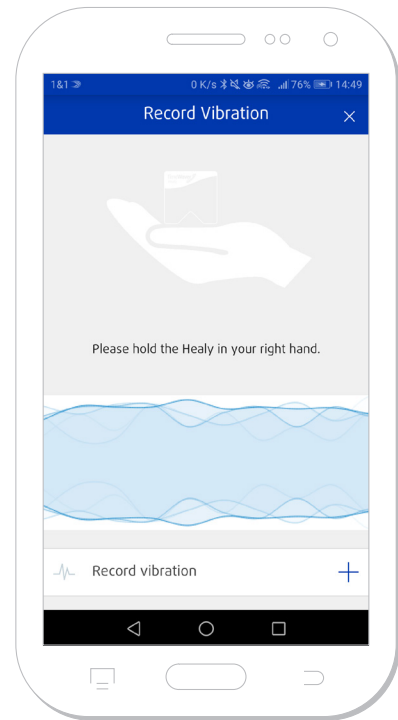 1&1
0 K/s 76% 14:49
Record Vibration
Please hold the Healy in your right hand.
Record vibration